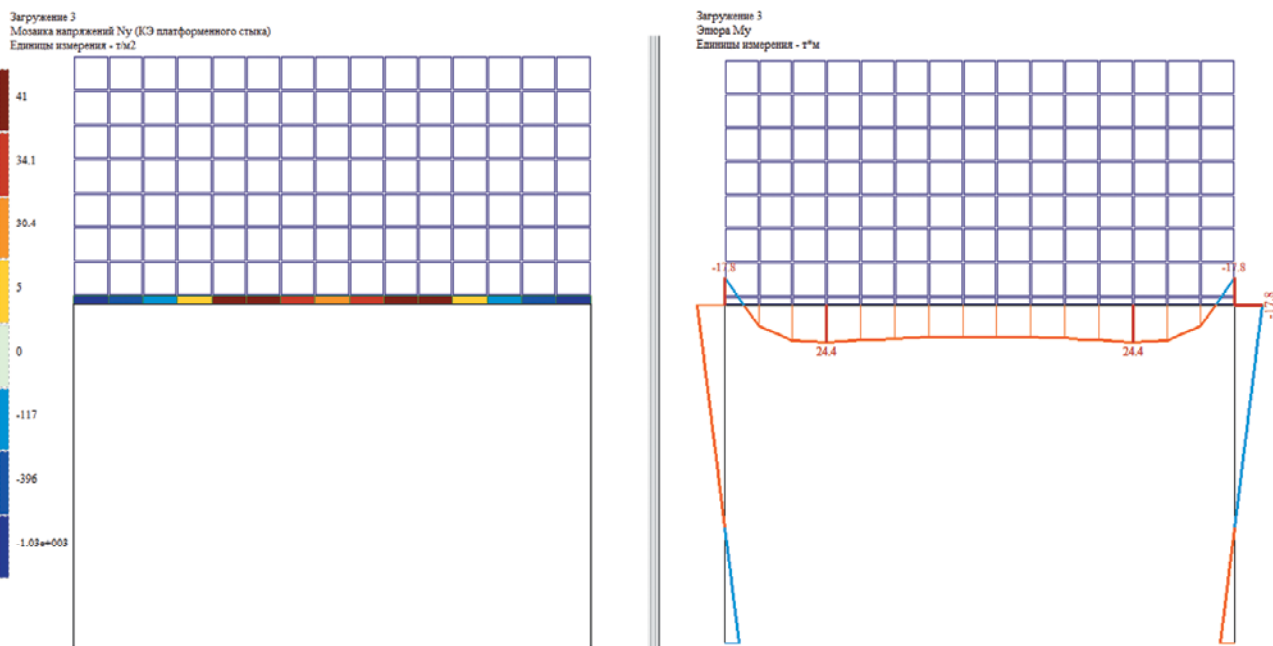 Загружение 3
Мозаика напряжений Ny (КЭ платформенного стыка)
Единицы измерения - т/м2
41
34.1
30.4
5
0
-117
-396
-1.03e+003
Загружение 3
Эпюра My
Единицы измерения - т*м
-17.8
-17.8
-17.8
24.4
24.4